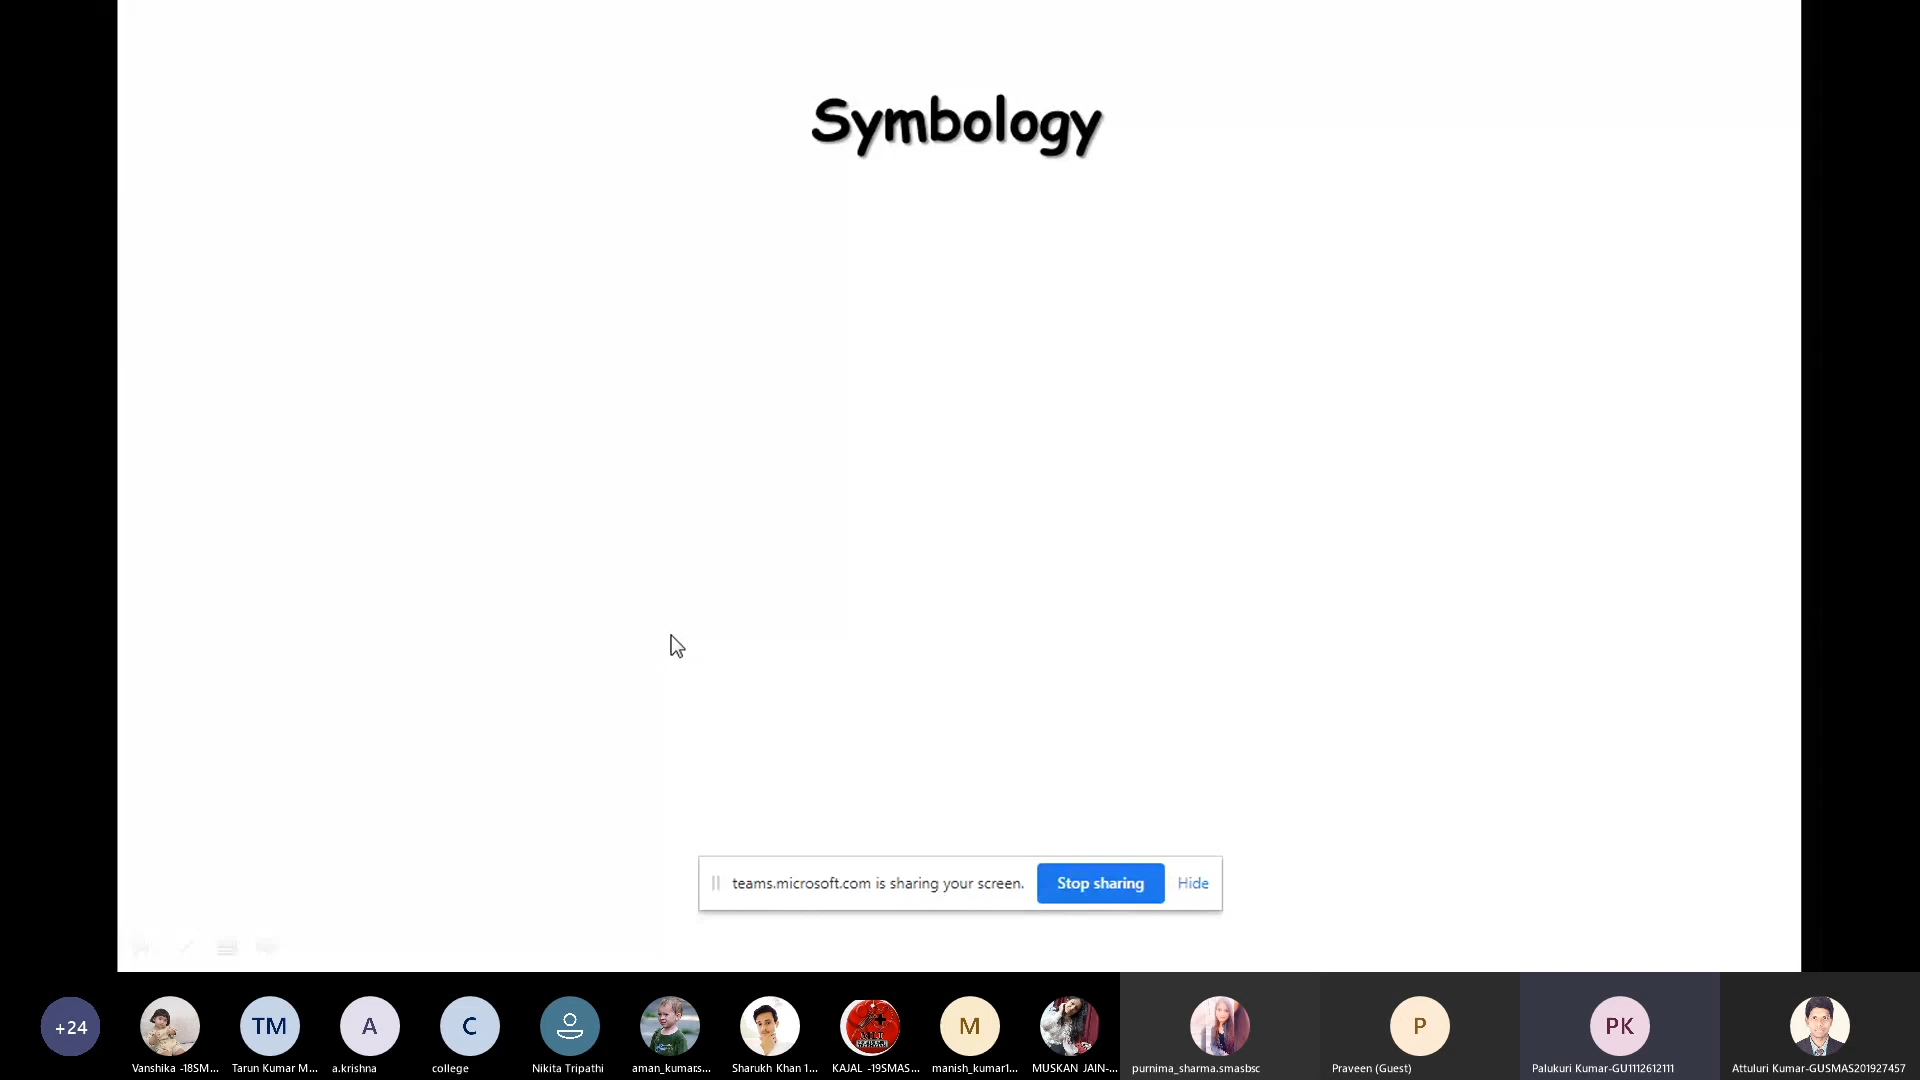 Symbology
teams.microsoft.com is sharing your screen. Stop sharing Hide
+24 TM A C M P PK
Vanshika -18SM... Tarun Kumar M... a.krishna college Nikita Tripathi aman_kumar.s... Sharukh Khan 1... KAJAL -19SMAS... manish_kumar1... MUSKAN JAIN-... purnima_sharma.smasbsc Praveen (Guest) Palukuri Kumar-GU1112612111 Attuluri Kumar-GUSMAS201927457